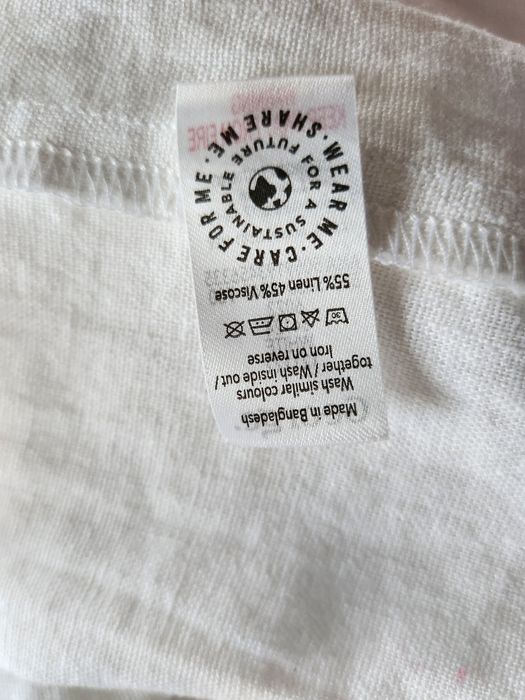 WEAR ME · CARE FOR ME · SHARE ME ·
FOR A SUSTAINABLE FUTURE
55% Linen 45% Viscose
30
Iron on reverse
together / Wash inside out /
Wash similar colours
Made in Bangladesh